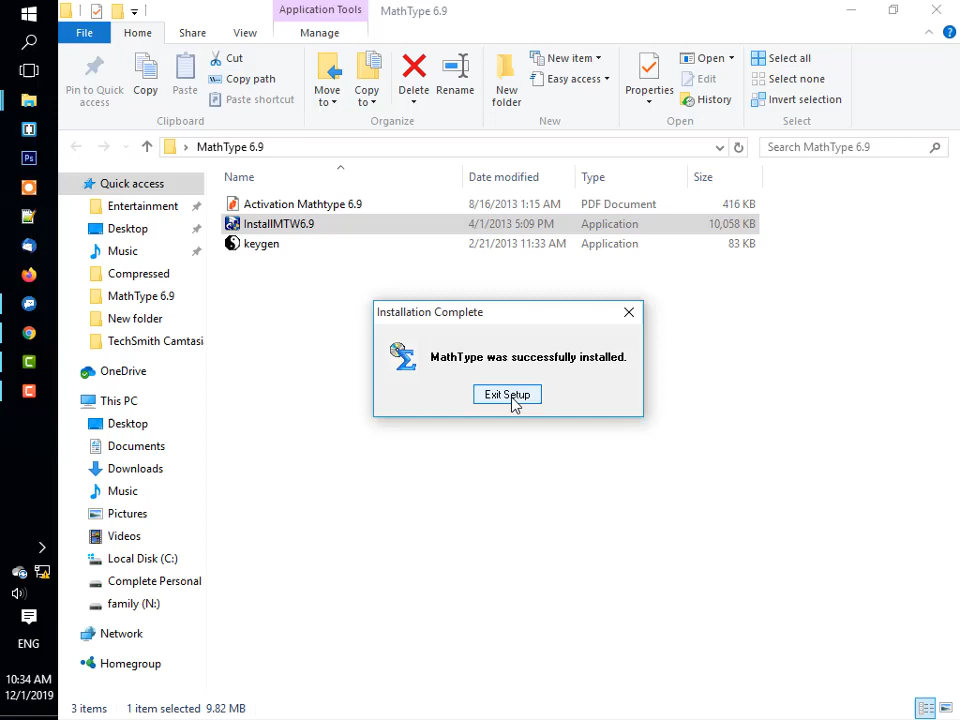 Application Tools
MathType 6.9
File
Home
Share
View
Manage
Pin to Quick access
Copy
Paste
Cut
Copy path
Paste shortcut
Clipboard
Move to
Copy to
Delete
Rename
Organize
New folder
New item
Easy access
New
Properties
Open
Edit
History
Open
Select all
Select none
Invert selection
Select
MathType 6.9
Search MathType 6.9
Name
Date modified
Type
Size
Activation Mathtype 6.9
8/16/2013 1:15 AM
PDF Document
416 KB
InstallMTW6.9
4/1/2013 5:09 PM
Application
10,058 KB
keygen
2/21/2013 11:33 AM
Application
83 KB
Quick access
Entertainment
Desktop
Music
Compressed
MathType 6.9
New folder
TechSmith Camtasi
OneDrive
This PC
Desktop
Documents
Downloads
Music
Pictures
Videos
Local Disk (C:)
Complete Personal
family (N:)
Network
Homegroup
Installation Complete
MathType was successfully installed.
Exit Setup
Ps
ENG
10:34 AM
12/1/2019
3 items
1 item selected 9.82 MB